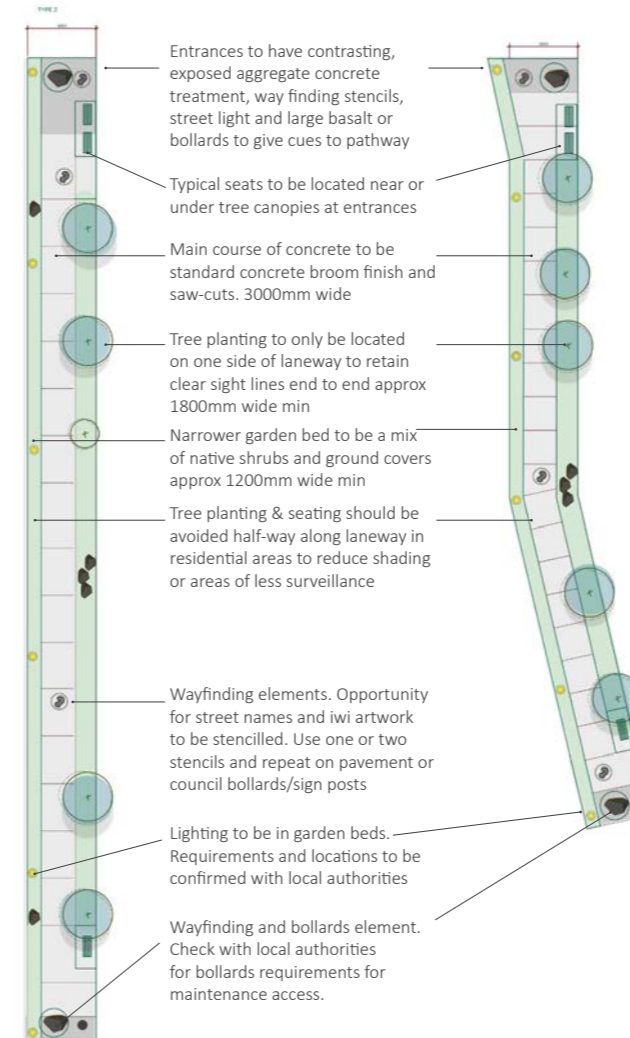 TYPE 2
Entrances to have contrasting,
exposed aggregate concrete
treatment, way finding stencils,
street light and large basalt or
bollards to give cues to pathway
Typical seats to be located near or
under tree canopies at entrances
Main course of concrete to be
standard concrete broom finish and
saw-cuts. 3000mm wide
Tree planting to only be located
on one side of laneway to retain
clear sight lines end to end approx
1800mm wide min
Narrower garden bed to be a mix
of native shrubs and ground covers
approx 1200mm wide min
Tree planting & seating should be
avoided half-way along laneway in
residential areas to reduce shading
or areas of less surveillance
Wayfinding elements. Opportunity
for street names and iwi artwork
to be stencilled. Use one or two
stencils and repeat on pavement or
council bollards/sign posts
Lighting to be in garden beds.
Requirements and locations to be
confirmed with local authorities
Wayfinding and bollards element.
Check with local authorities
for bollards requirements for
maintenance access.